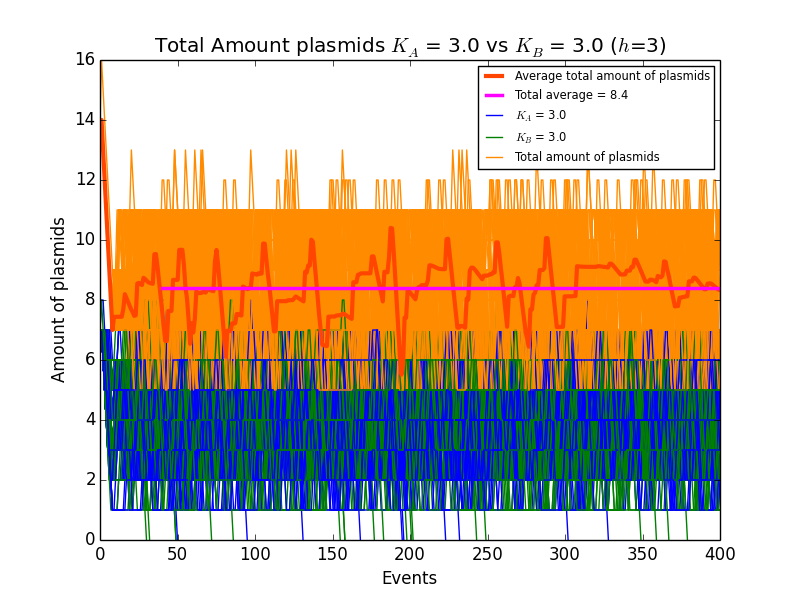 Total Amount plasmids K_A = 3.0 vs K_B = 3.0 (h=3)
Average total amount of plasmids
Total average = 8.4
K_A = 3.0
K_B = 3.0
Total amount of plasmids
Amount of plasmids
16
14
12
10
8
6
4
2
0
0 50 100 150 200 250 300 350 400
Events